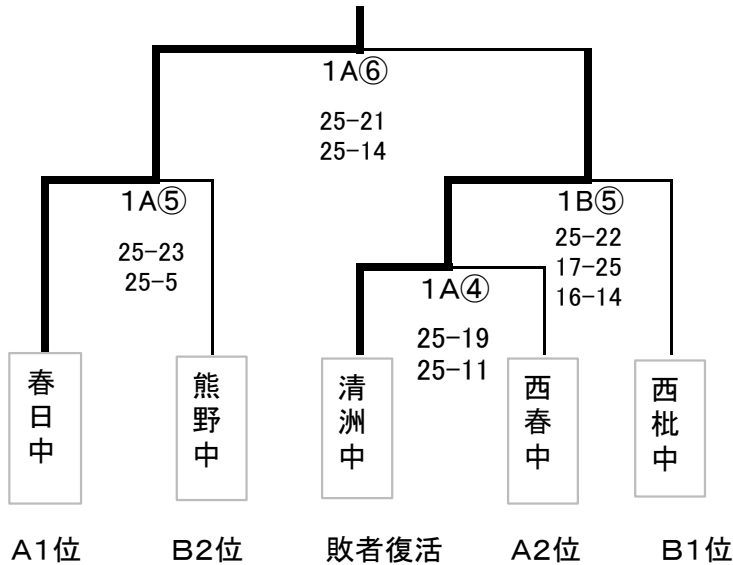 1A⑥
25-21
25-14
1A⑤
25-23
25-5
1B⑤
25-22
17-25
16-14
1A④
25-19
25-11
春日中
熊野中
清洲中
西春中
西枇中
A1位
B2位
敗者復活
A2位
B1位